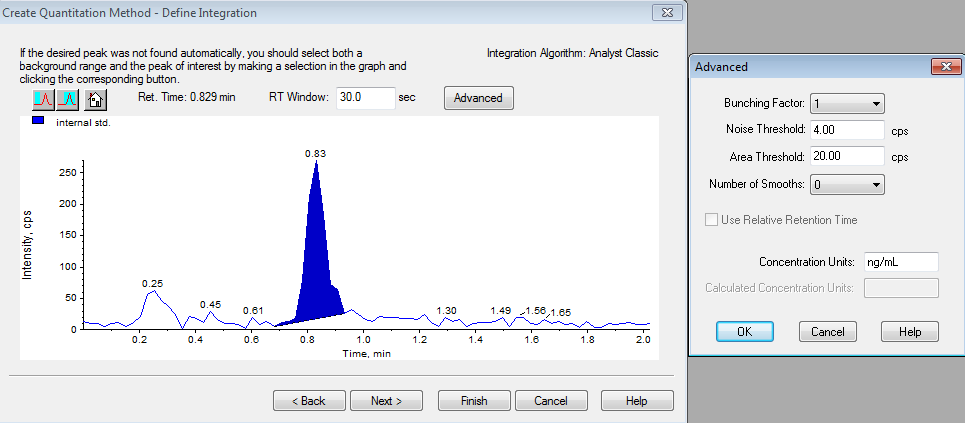 Create Quantitation Method - Define Integration
If the desired peak was not found automatically, you should select both a
background range and the peak of interest by making a selection in the graph and
clicking the corresponding button.
Integration Algorithm: Analyst Classic
Ret. Time: 0.829 min
RT Window: 30.0 sec
Advanced
internal std.
Intensity, cps
250
200
150
100
50
0
0.83
0.25
0.45
0.61
1.30
1.49
1.56
1.65
0.2 0.4 0.6 0.8 1.0 1.2 1.4 1.6 1.8 2.0
Time, min
< Back
Next >
Finish
Cancel
Help
Advanced
Bunching Factor: 1
Noise Threshold: 4.00 cps
Area Threshold: 20.00 cps
Number of Smooths: 0
Use Relative Retention Time
Concentration Units: ng/mL
Calculated Concentration Units:
OK
Cancel
Help